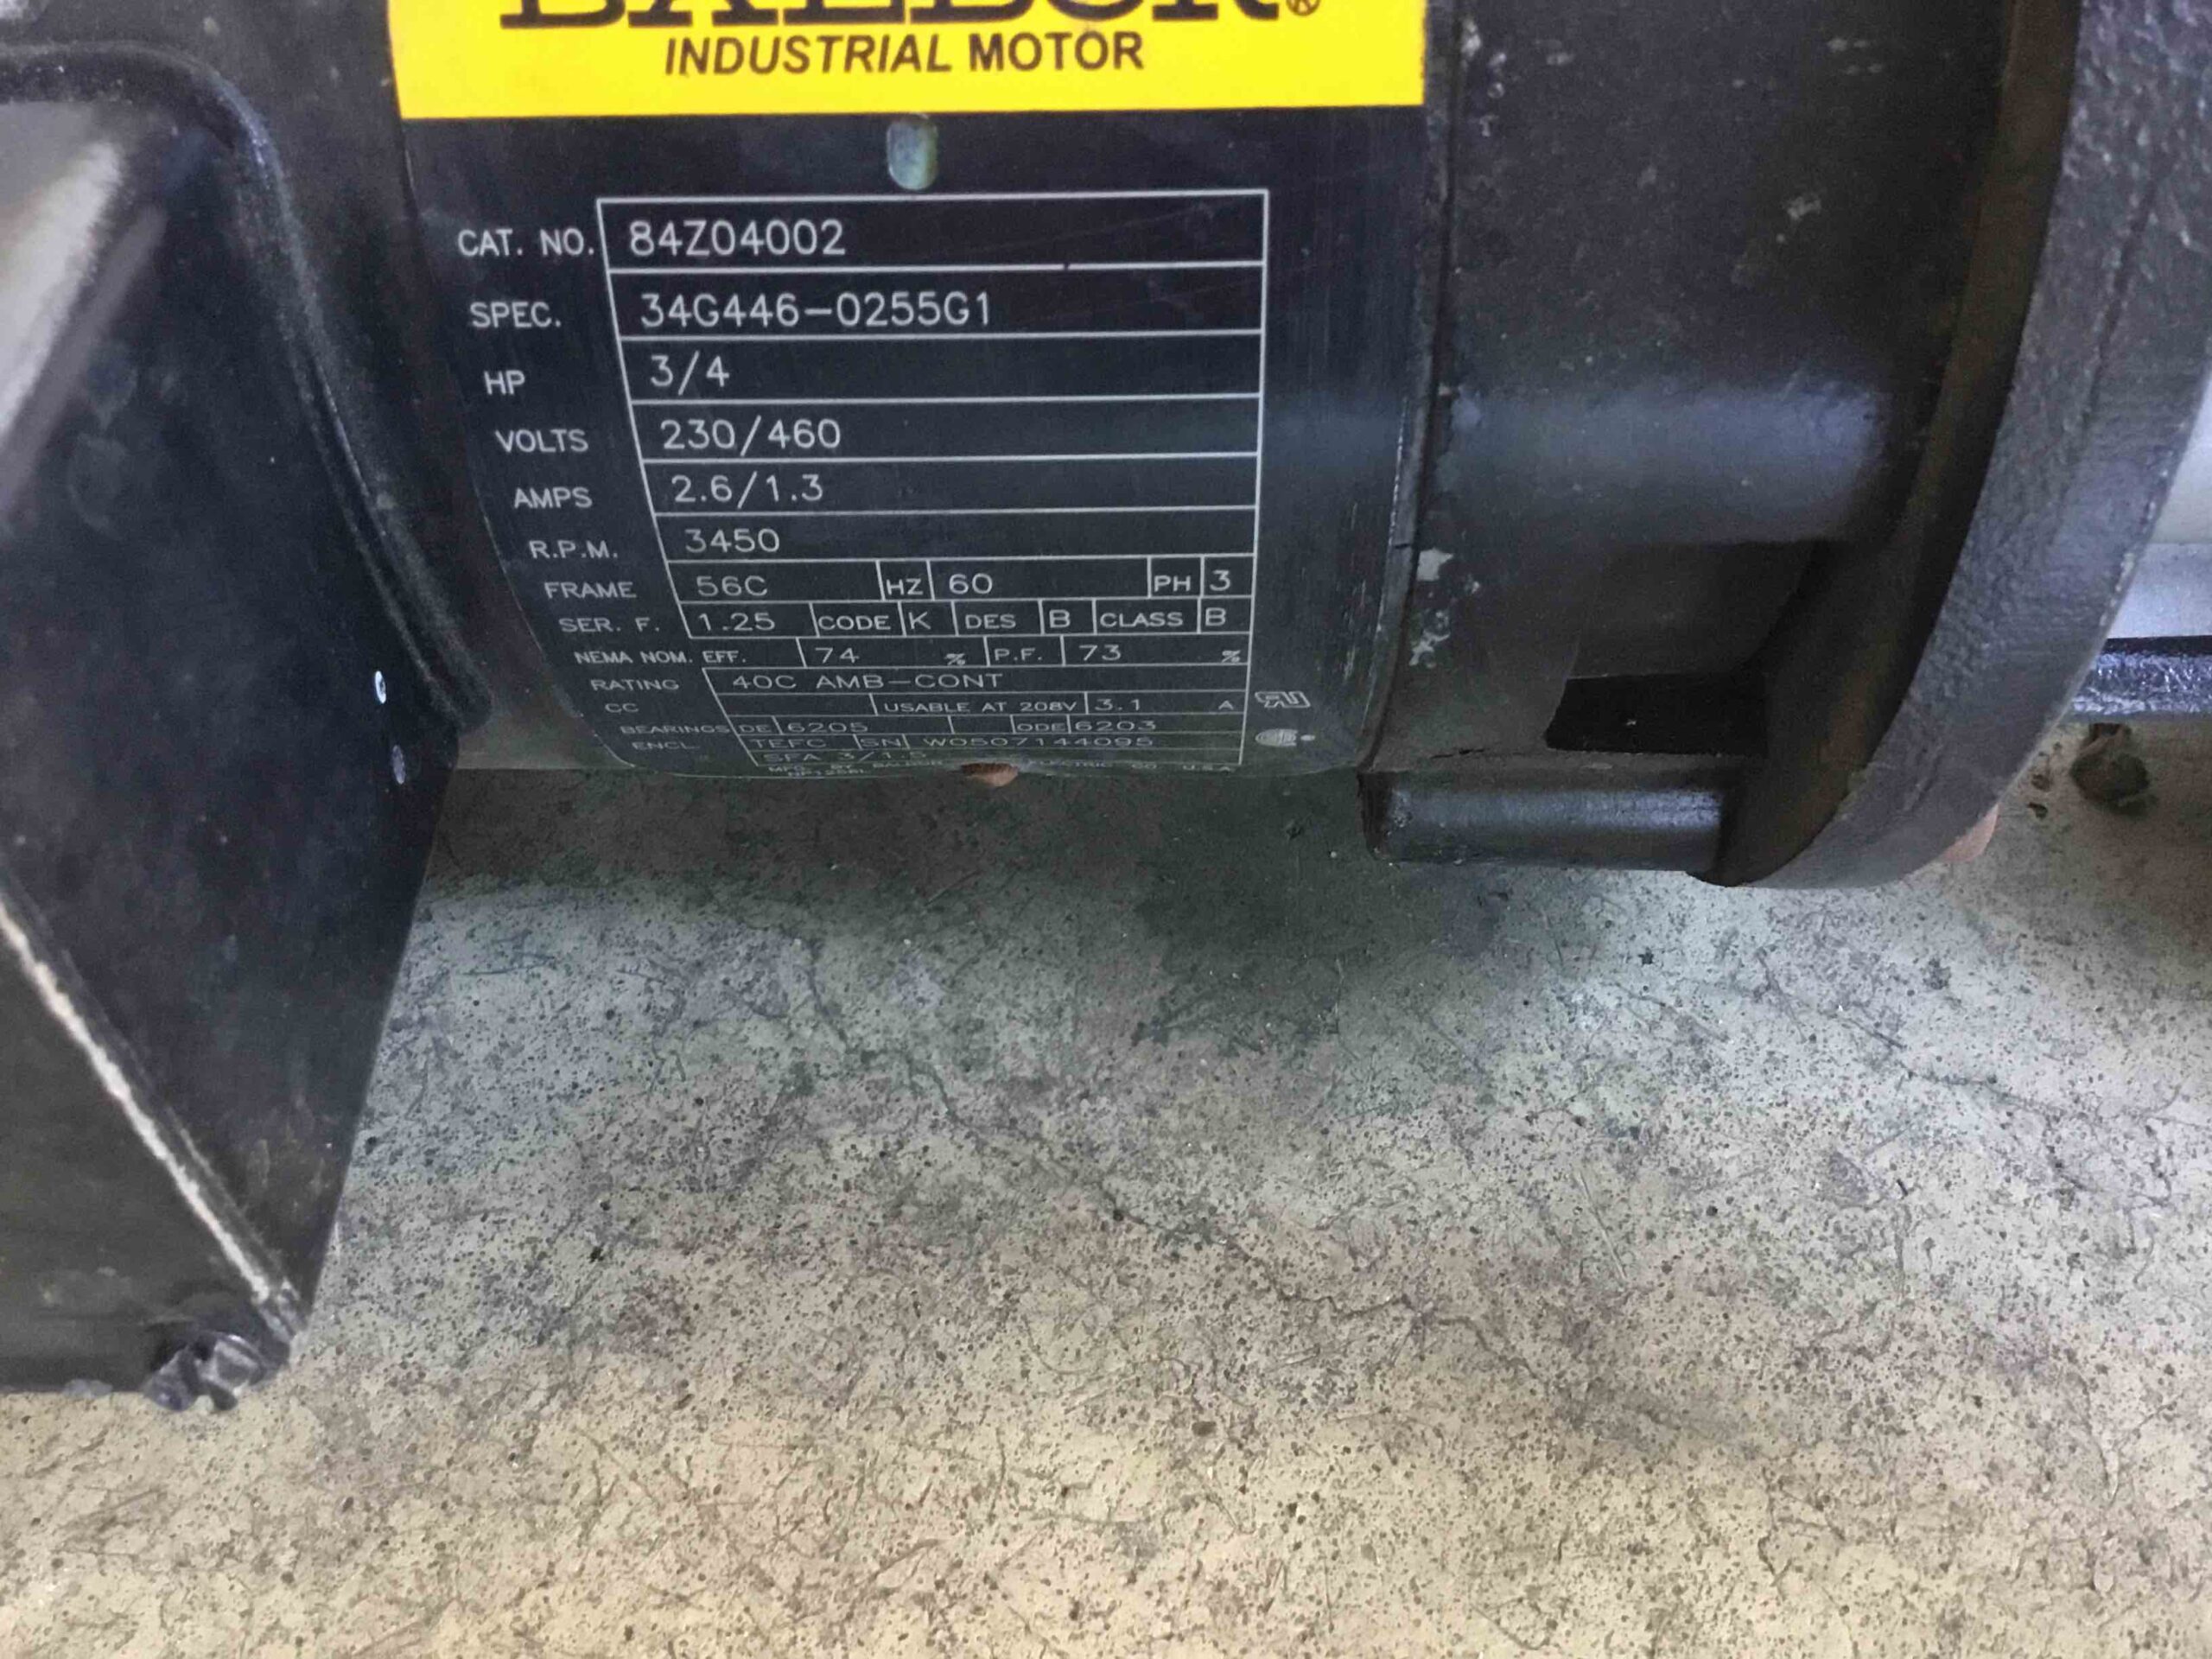 BALDOR®
INDUSTRIAL MOTOR
CAT. NO. 84Z04002
SPEC. 34G446-0255G1
HP 3/4
VOLTS 230/460
AMPS 2.6/1.3
R.P.M. 3450
FRAME 56C HZ 60 PH 3
SER. F. 1.25 CODE K DES B CLASS B
NEMA NOM. EFF. 74 % P.F. 73 %
RATING 40C AMB-CONT
CC USABLE AT 208V 3.1 A
BEARINGS DE 6205 ODE 6203
ENCL TEFC SN W0507144095